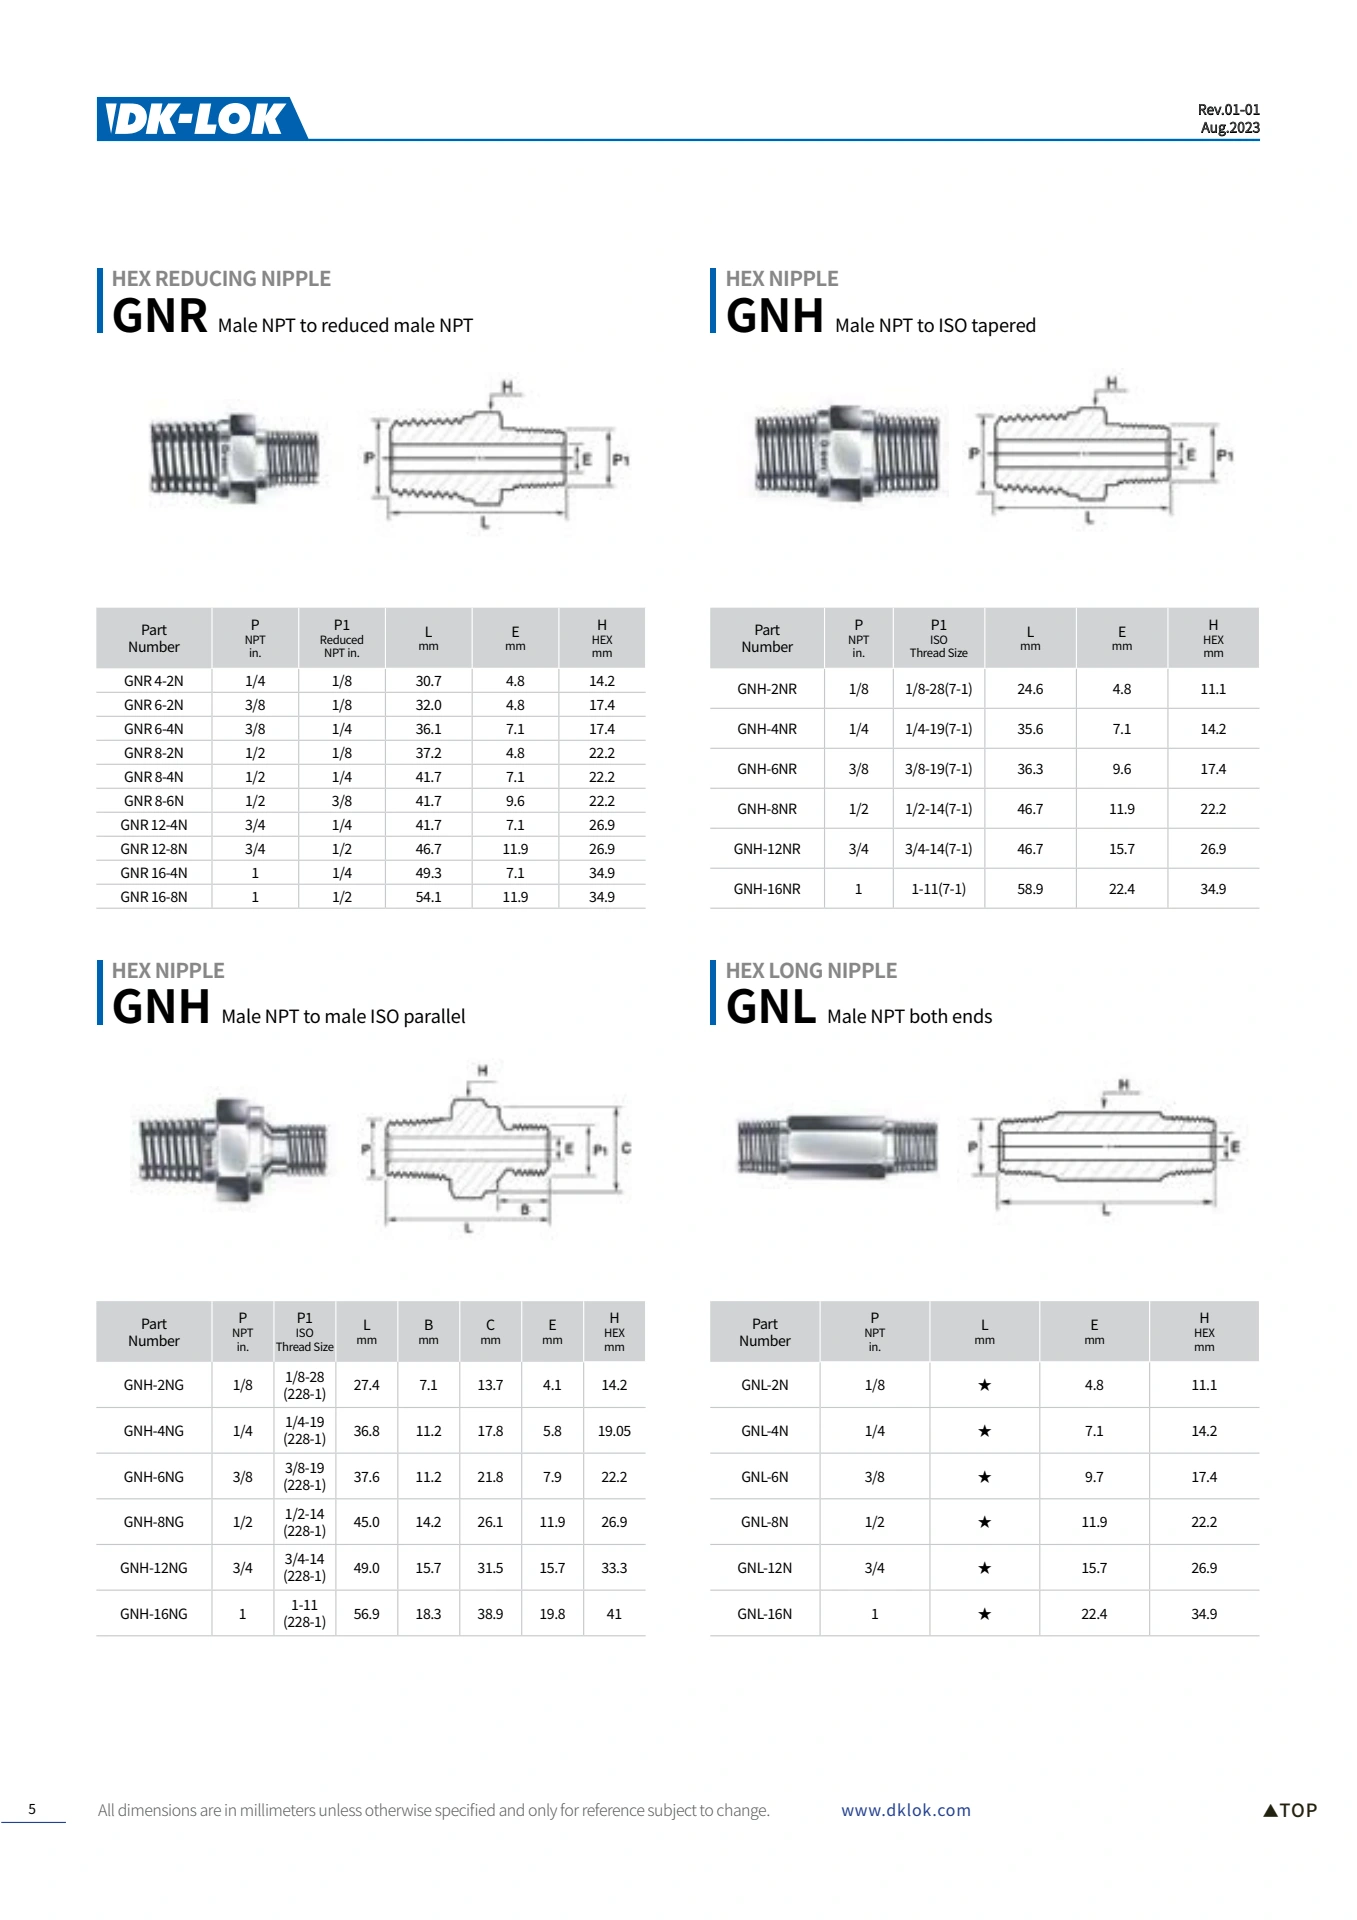 DK-LOK
Rev.01-01
Aug.2023
HEX REDUCING NIPPLE
GNR Male NPT to reduced male NPT
H
P
E
P1
L
Part Number | P NPT in. | P1 Reduced NPT in. | L mm | E mm | H HEX mm
GNR 4-2N 1/4 1/8 30.7 4.8 14.2
GNR 6-2N 3/8 1/8 32.0 4.8 17.4
GNR 6-4N 3/8 1/4 36.1 7.1 17.4
GNR 8-2N 1/2 1/8 37.2 4.8 22.2
GNR 8-4N 1/2 1/4 41.7 7.1 22.2
GNR 8-6N 1/2 3/8 41.7 9.6 22.2
GNR 12-4N 3/4 1/4 41.7 7.1 26.9
GNR 12-8N 3/4 1/2 46.7 11.9 26.9
GNR 16-4N 1 1/4 49.3 7.1 34.9
GNR 16-8N 1 1/2 54.1 11.9 34.9
HEX NIPPLE
GNH Male NPT to ISO tapered
H
P
E
P1
L
Part Number | P NPT in. | P1 ISO Thread Size | L mm | E mm | H HEX mm
GNH-2NR 1/8 1/8-28(7-1) 24.6 4.8 11.1
GNH-4NR 1/4 1/4-19(7-1) 35.6 7.1 14.2
GNH-6NR 3/8 3/8-19(7-1) 36.3 9.6 17.4
GNH-8NR 1/2 1/2-14(7-1) 46.7 11.9 22.2
GNH-12NR 3/4 3/4-14(7-1) 46.7 15.7 26.9
GNH-16NR 1 1-11(7-1) 58.9 22.4 34.9
HEX NIPPLE
GNH Male NPT to male ISO parallel
H
P
E
P1
C
B
L
Part Number | P NPT in. | P1 ISO Thread Size | L mm | B mm | C mm | E mm | H HEX mm
GNH-2NG 1/8 1/8-28 (228-1) 27.4 7.1 13.7 4.1 14.2
GNH-4NG 1/4 1/4-19 (228-1) 36.8 11.2 17.8 5.8 19.05
GNH-6NG 3/8 3/8-19 (228-1) 37.6 11.2 21.8 7.9 22.2
GNH-8NG 1/2 1/2-14 (228-1) 45.0 14.2 26.1 11.9 26.9
GNH-12NG 3/4 3/4-14 (228-1) 49.0 15.7 31.5 15.7 33.3
GNH-16NG 1 1-11 (228-1) 56.9 18.3 38.9 19.8 41
HEX LONG NIPPLE
GNL Male NPT both ends
H
P
E
L
Part Number | P NPT in. | L mm | E mm | H HEX mm
GNL-2N 1/8 ★ 4.8 11.1
GNL-4N 1/4 ★ 7.1 14.2
GNL-6N 3/8 ★ 9.7 17.4
GNL-8N 1/2 ★ 11.9 22.2
GNL-12N 3/4 ★ 15.7 26.9
GNL-16N 1 ★ 22.4 34.9
5
All dimensions are in millimeters unless otherwise specified and only for reference subject to change.
www.dklok.com
▲TOP